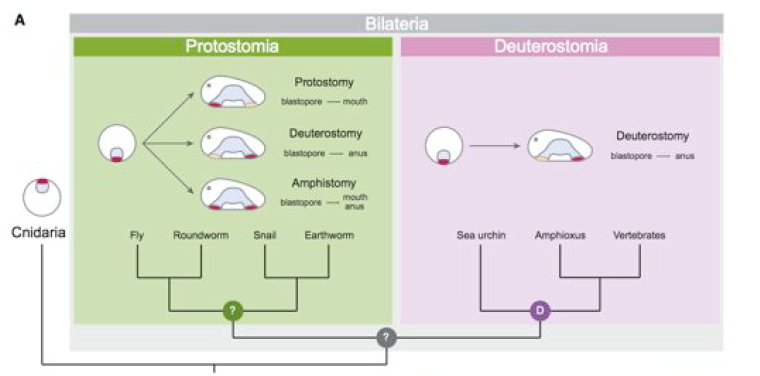 A
Bilateria
Protostomia
Deuterostomia
Protostomy
blastopore — mouth
Deuterostomy
blastopore — anus
Amphistomy
blastopore — mouth
anus
Deuterostomy
blastopore — anus
Cnidaria
Fly
Roundworm
Snail
Earthworm
Sea urchin
Amphioxus
Vertebrates
?
D
?